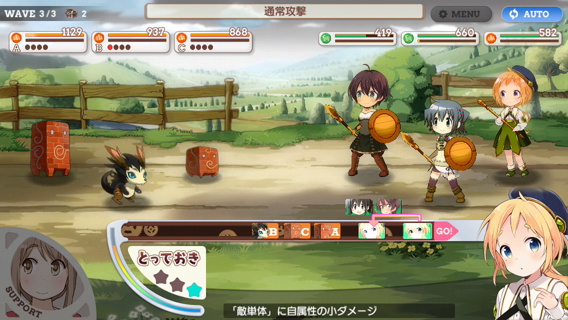 WAVE 3/3 2
通常攻撃
MENU
AUTO
1129
937
868
419
660
582
A
B
C
B C A GO!
とっておき
SUPPORT
「敵単体」に自属性の小ダメージ